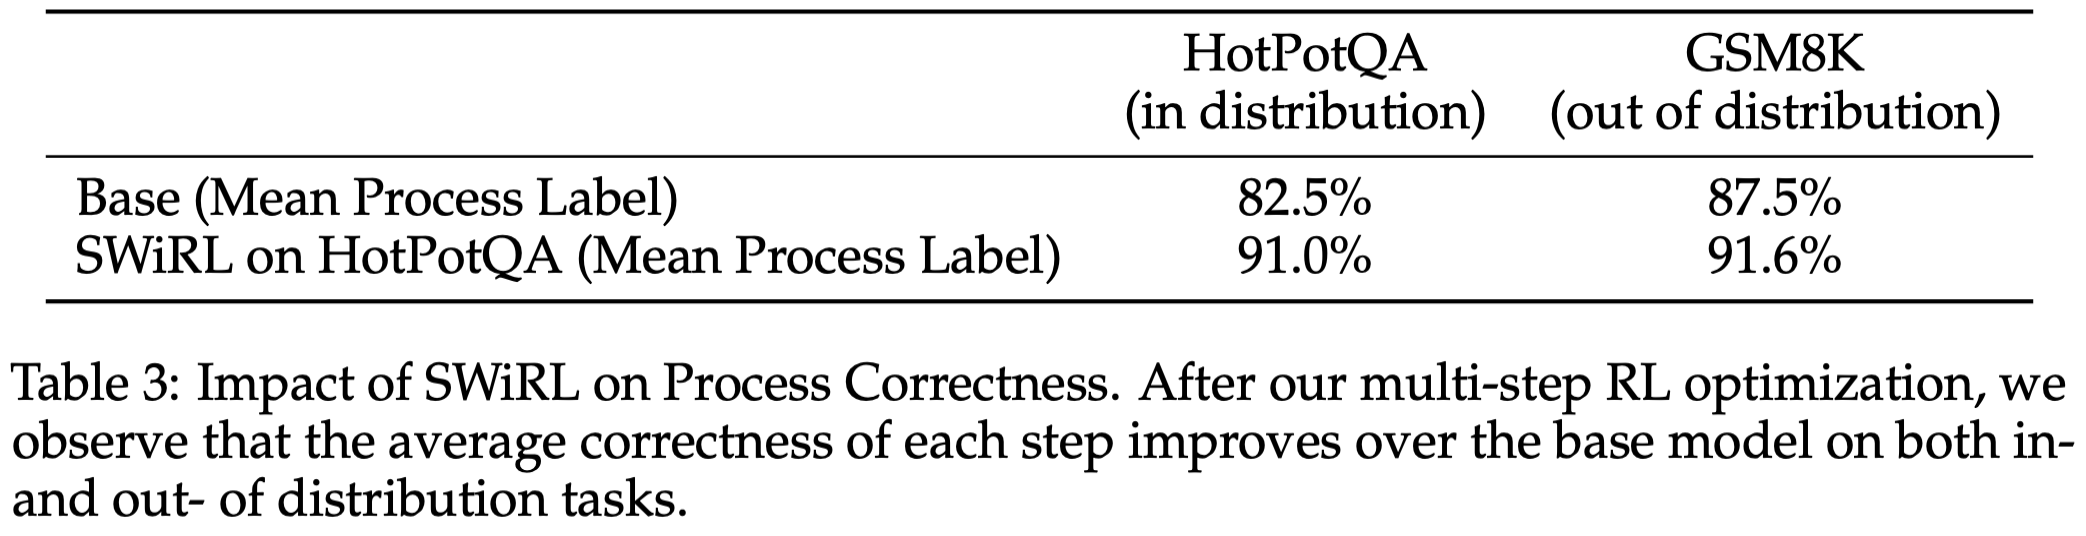 HotPotQA GSM8K
(in distribution) (out of distribution)
Base (Mean Process Label) 82.5% 87.5%
SWiRL on HotPotQA (Mean Process Label) 91.0% 91.6%
Table 3: Impact of SWiRL on Process Correctness. After our multi-step RL optimization, we
observe that the average correctness of each step improves over the base model on both in-
and out- of distribution tasks.